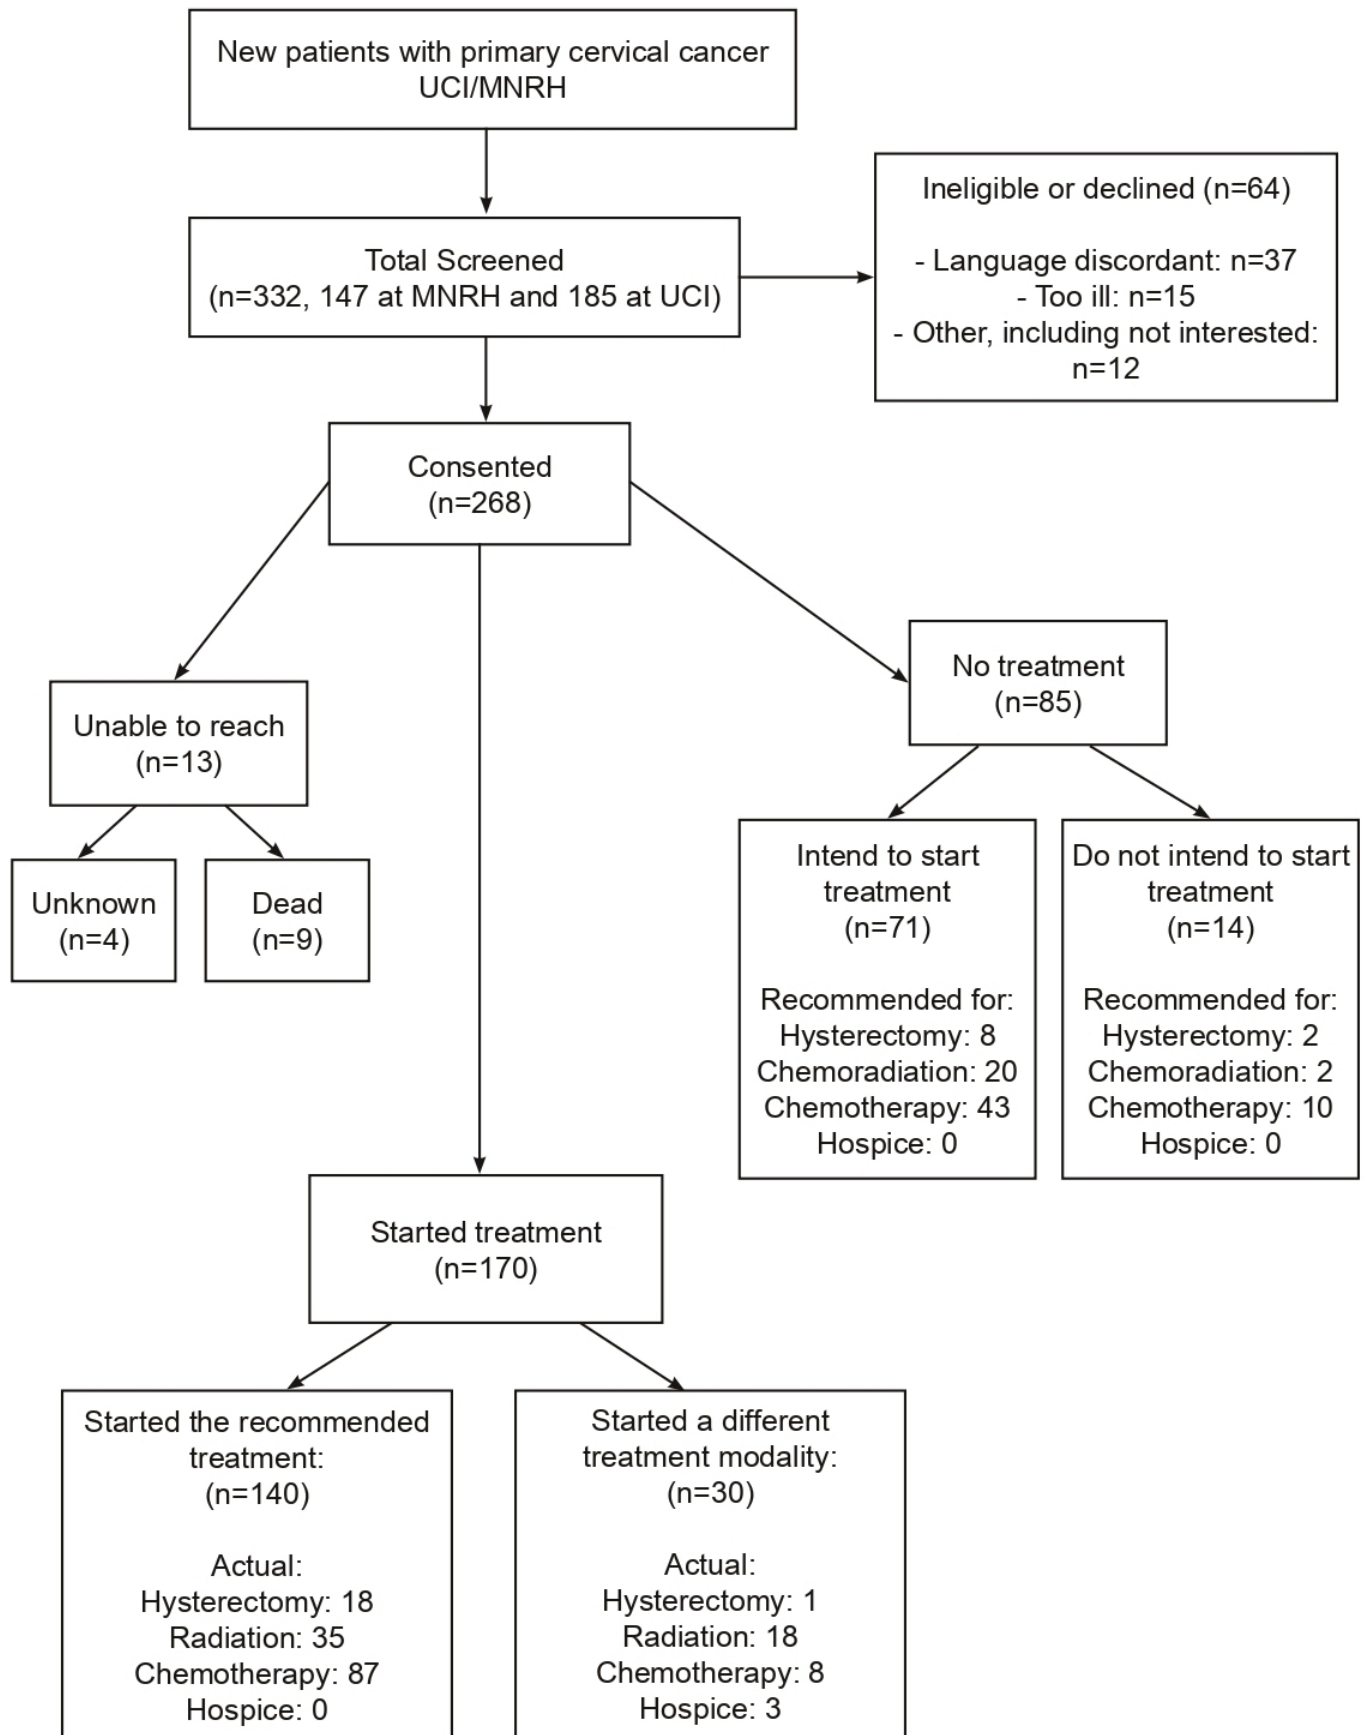 New patients with primary cervical cancer
UCI/MNRH
Ineligible or declined (n=64)
- Language discordant: n=37
- Too ill: n=15
- Other, including not interested:
n=12
Total Screened
(n=332, 147 at MNRH and 185 at UCI)
Consented
(n=268)
Unable to reach
(n=13)
Unknown
(n=4)
Dead
(n=9)
No treatment
(n=85)
Intend to start
treatment
(n=71)
Recommended for:
Hysterectomy: 8
Chemoradiation: 20
Chemotherapy: 43
Hospice: 0
Do not intend to start
treatment
(n=14)
Recommended for:
Hysterectomy: 2
Chemoradiation: 2
Chemotherapy: 10
Hospice: 0
Started treatment
(n=170)
Started the recommended
treatment:
(n=140)
Actual:
Hysterectomy: 18
Radiation: 35
Chemotherapy: 87
Hospice: 0
Started a different
treatment modality:
(n=30)
Actual:
Hysterectomy: 1
Radiation: 18
Chemotherapy: 8
Hospice: 3